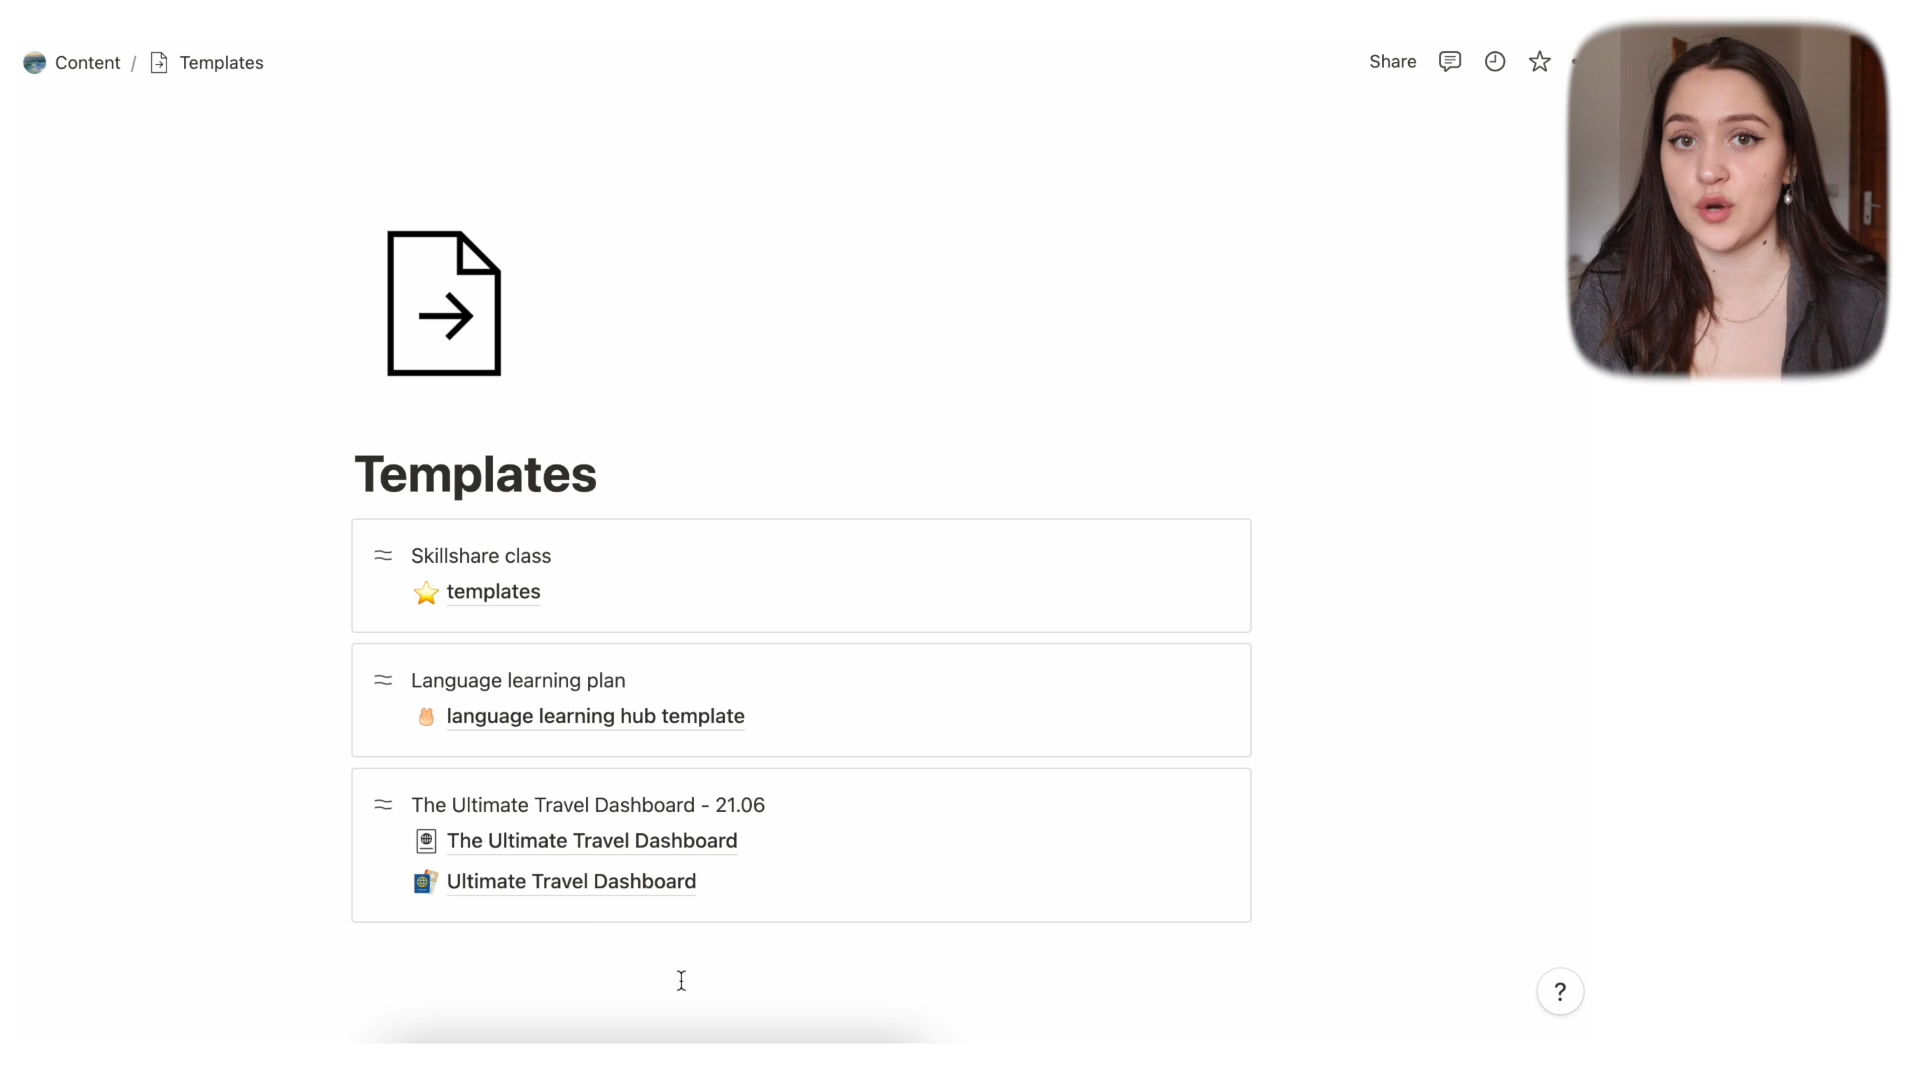 Content / Templates
Share
Templates
Skillshare class
templates
Language learning plan
language learning hub template
The Ultimate Travel Dashboard - 21.06
The Ultimate Travel Dashboard
Ultimate Travel Dashboard
?